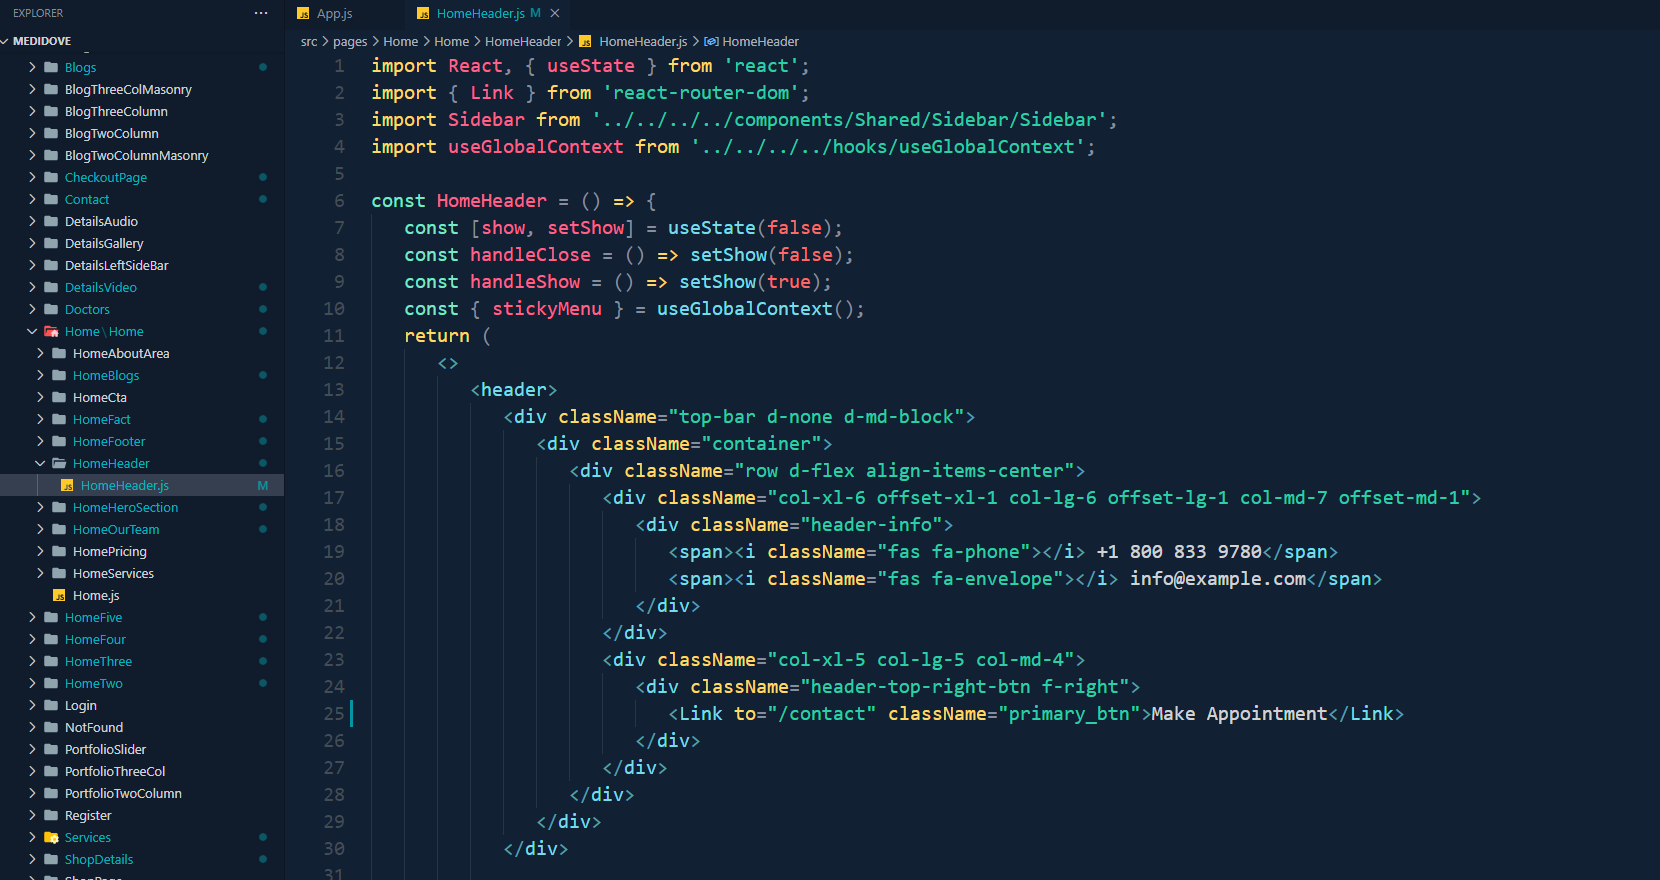 EXPLORER
MEDIDOVE
Blogs
BlogThreeColMasonry
BlogThreeColumn
BlogTwoColumn
BlogTwoColumnMasonry
CheckoutPage
Contact
DetailsAudio
DetailsGallery
DetailsLeftSideBar
DetailsVideo
Doctors
Home \ Home
HomeAboutArea
HomeBlogs
HomeCta
HomeFact
HomeFooter
HomeHeader
JS HomeHeader.js M
HomeHeroSection
HomeOurTeam
HomePricing
HomeServices
JS Home.js
HomeFive
HomeFour
HomeThree
HomeTwo
Login
NotFound
PortfolioSlider
PortfolioThreeCol
PortfolioTwoColumn
Register
Services
ShopDetails
JS App.js
JS HomeHeader.js M
src > pages > Home > Home > HomeHeader > JS HomeHeader.js > HomeHeader
1 import React, { useState } from 'react';
2 import { Link } from 'react-router-dom';
3 import Sidebar from '../../../../components/Shared/Sidebar/Sidebar';
4 import useGlobalContext from '../../../../hooks/useGlobalContext';
5
6 const HomeHeader = () => {
7 const [show, setShow] = useState(false);
8 const handleClose = () => setShow(false);
9 const handleShow = () => setShow(true);
10 const { stickyMenu } = useGlobalContext();
11 return (
12 <>
13 <header>
14 <div className="top-bar d-none d-md-block">
15 <div className="container">
16 <div className="row d-flex align-items-center">
17 <div className="col-xl-6 offset-xl-1 col-lg-6 offset-lg-1 col-md-7 offset-md-1">
18 <div className="header-info">
19 <span><i className="fas fa-phone"></i> +1 800 833 9780</span>
20 <span><i className="fas fa-envelope"></i> info@example.com</span>
21 </div>
22 </div>
23 <div className="col-xl-5 col-lg-5 col-md-4">
24 <div className="header-top-right-btn f-right">
25 <Link to="/contact" className="primary_btn">Make Appointment</Link>
26 </div>
27 </div>
28 </div>
29 </div>
30 </div>
31